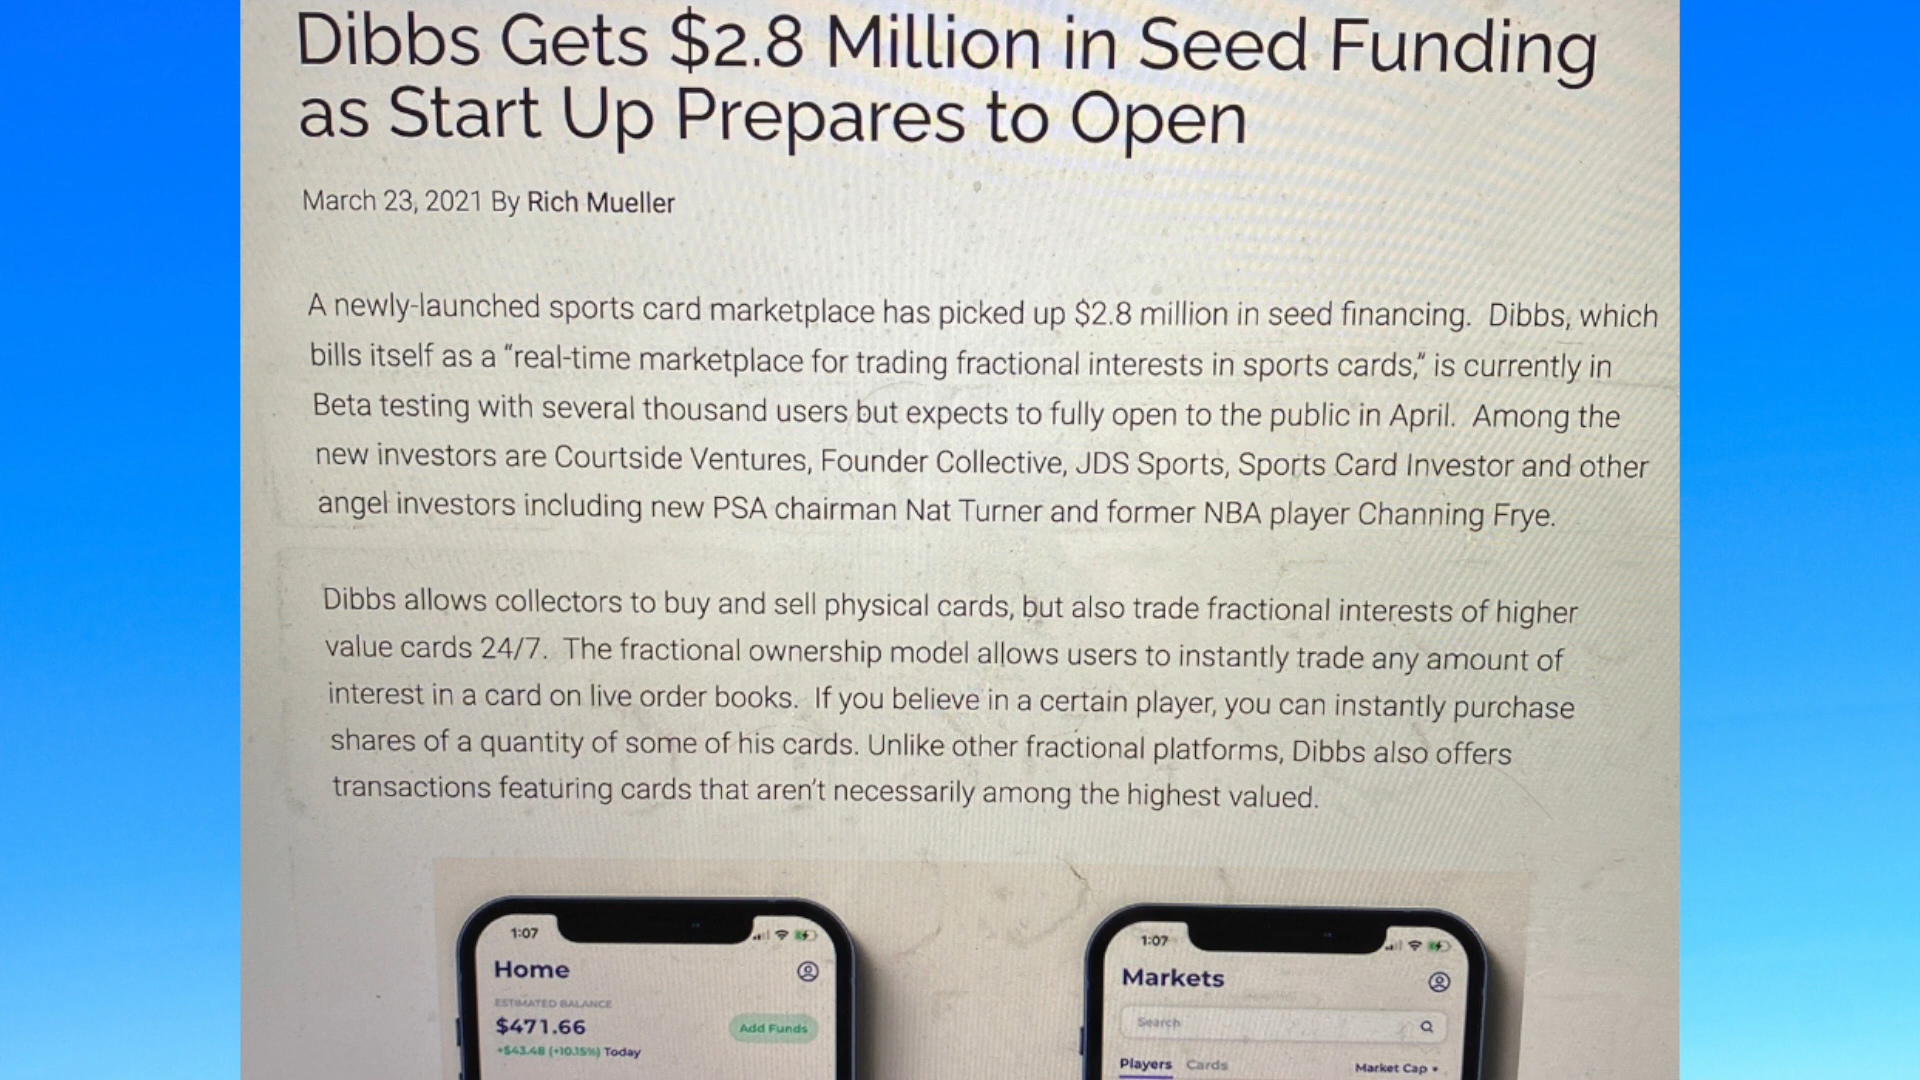 Dibbs Gets $2.8 Million in Seed Funding
as Start Up Prepares to Open
March 23, 2021 By Rich Mueller
A newly-launched sports card marketplace has picked up $2.8 million in seed financing. Dibbs, which
bills itself as a “real-time marketplace for trading fractional interests in sports cards,” is currently in
Beta testing with several thousand users but expects to fully open to the public in April. Among the
new investors are Courtside Ventures, Founder Collective, JDS Sports, Sports Card Investor and other
angel investors including new PSA chairman Nat Turner and former NBA player Channing Frye.
Dibbs allows collectors to buy and sell physical cards, but also trade fractional interests of higher
value cards 24/7. The fractional ownership model allows users to instantly trade any amount of
interest in a card on live order books. If you believe in a certain player, you can instantly purchase
shares of a quantity of some of his cards. Unlike other fractional platforms, Dibbs also offers
transactions featuring cards that aren't necessarily among the highest valued.
1:07
Home
ESTIMATED BALANCE
$471.66
Add Funds
+$43.48 (+10.15%) Today
1:07
Markets
Search
Players Cards
Market Cap